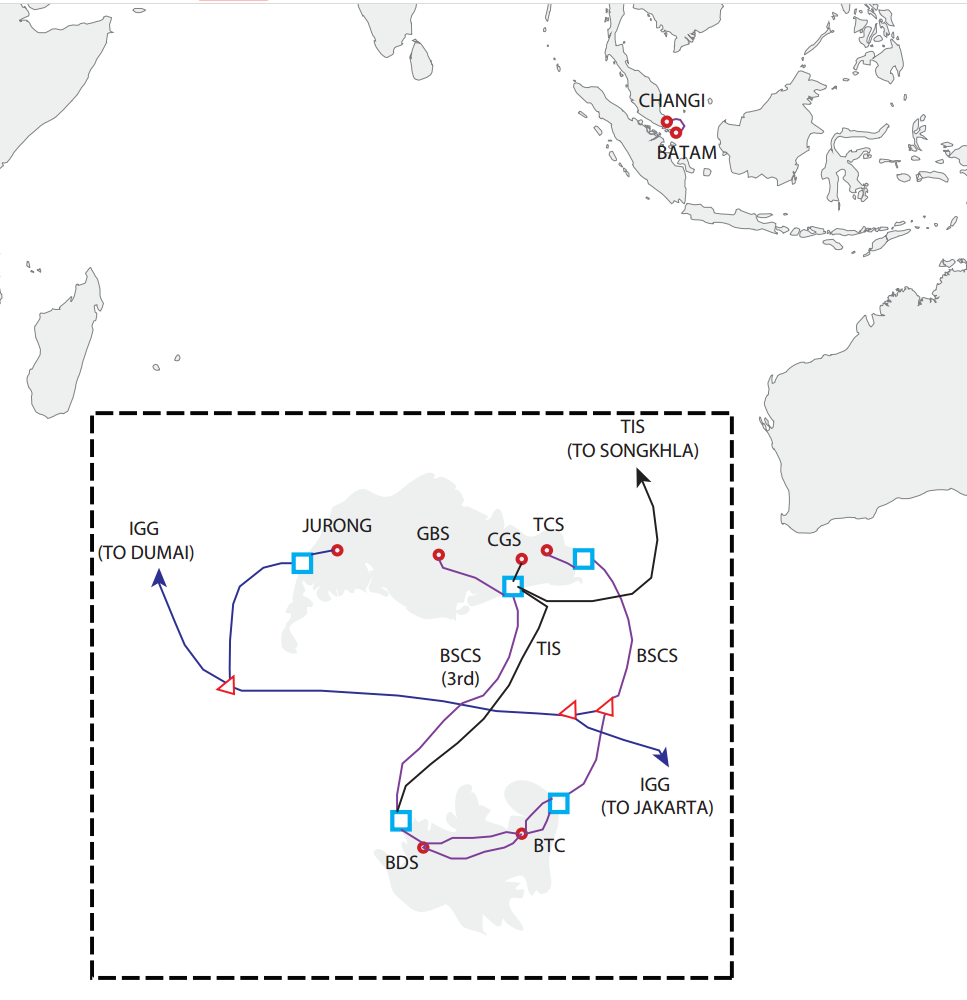 CHANGI
BATAM
TIS
(TO SONGKHLA)
IGG
(TO DUMAI)
JURONG
GBS
CGS
TCS
BSCS
(3rd)
TIS
BSCS
IGG
(TO JAKARTA)
BDS
BTC